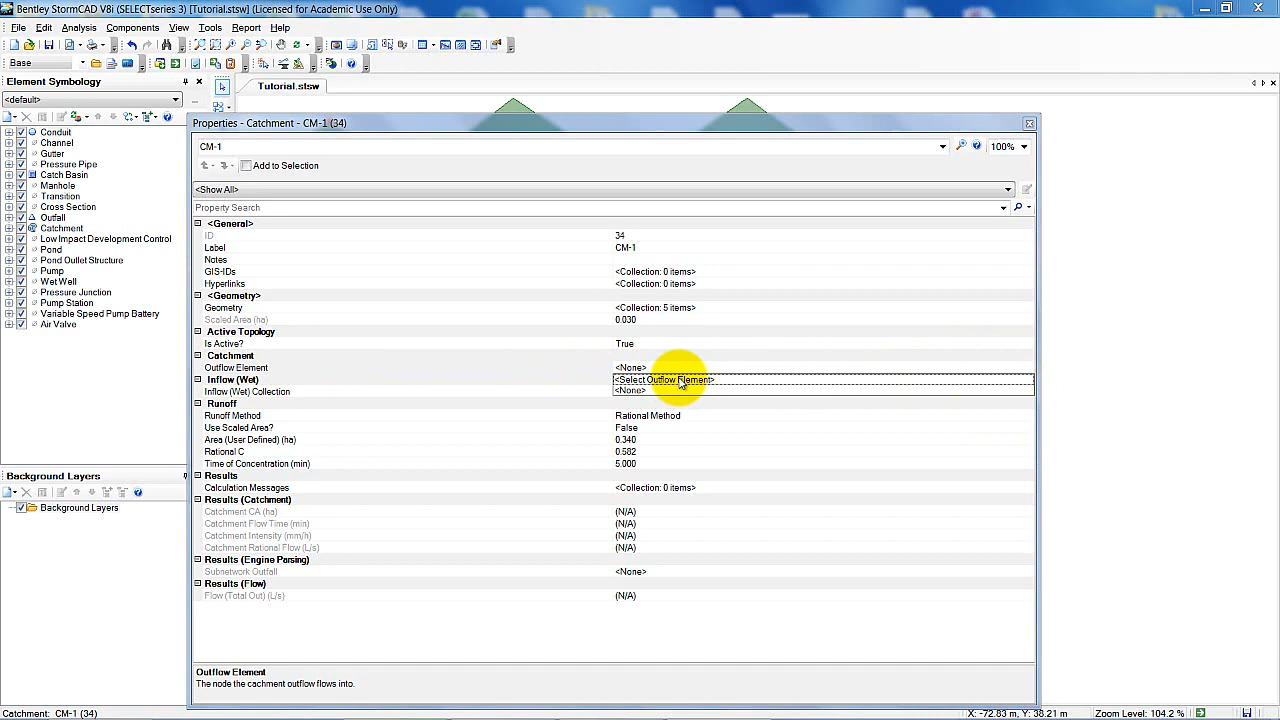 Bentley StormCAD V8i (SELECTseries 3) [Tutorial.stsw] (Licensed for Academic Use Only)
File Edit Analysis Components View Tools Report Help
Base
Element Symbology
Tutorial.stsw
<default>
Conduit
Channel
Gutter
Pressure Pipe
Catch Basin
Manhole
Transition
Cross Section
Outfall
Catchment
Low Impact Development Control
Pond
Pond Outlet Structure
Pump
Wet Well
Pressure Junction
Pump Station
Variable Speed Pump Battery
Air Valve
Background Layers
Background Layers
Properties - Catchment - CM-1 (34)
CM-1 100%
Add to Selection
<Show All>
Property Search
<General>
ID 34
Label CM-1
Notes
GIS-IDs <Collection: 0 items>
Hyperlinks <Collection: 0 items>
<Geometry>
Geometry <Collection: 5 items>
Scaled Area (ha) 0.030
Active Topology
Is Active? True
Catchment
Outflow Element <None>
Inflow (Wet) <Select Outflow Element>
Inflow (Wet) Collection <None>
Runoff
Runoff Method Rational Method
Use Scaled Area? False
Area (User Defined) (ha) 0.340
Rational C 0.582
Time of Concentration (min) 5.000
Results
Calculation Messages <Collection: 0 items>
Results (Catchment)
Catchment CA (ha) (N/A)
Catchment Flow Time (min) (N/A)
Catchment Intensity (mm/h) (N/A)
Catchment Rational Flow (L/s) (N/A)
Results (Engine Parsing)
Subnetwork Outfall <None>
Results (Flow)
Flow (Total Out) (L/s) (N/A)
Outflow Element
The node the cachment outflow flows into.
Catchment: CM-1 (34) X: -72.83 m, Y: 38.21 m Zoom Level: 104.2 %